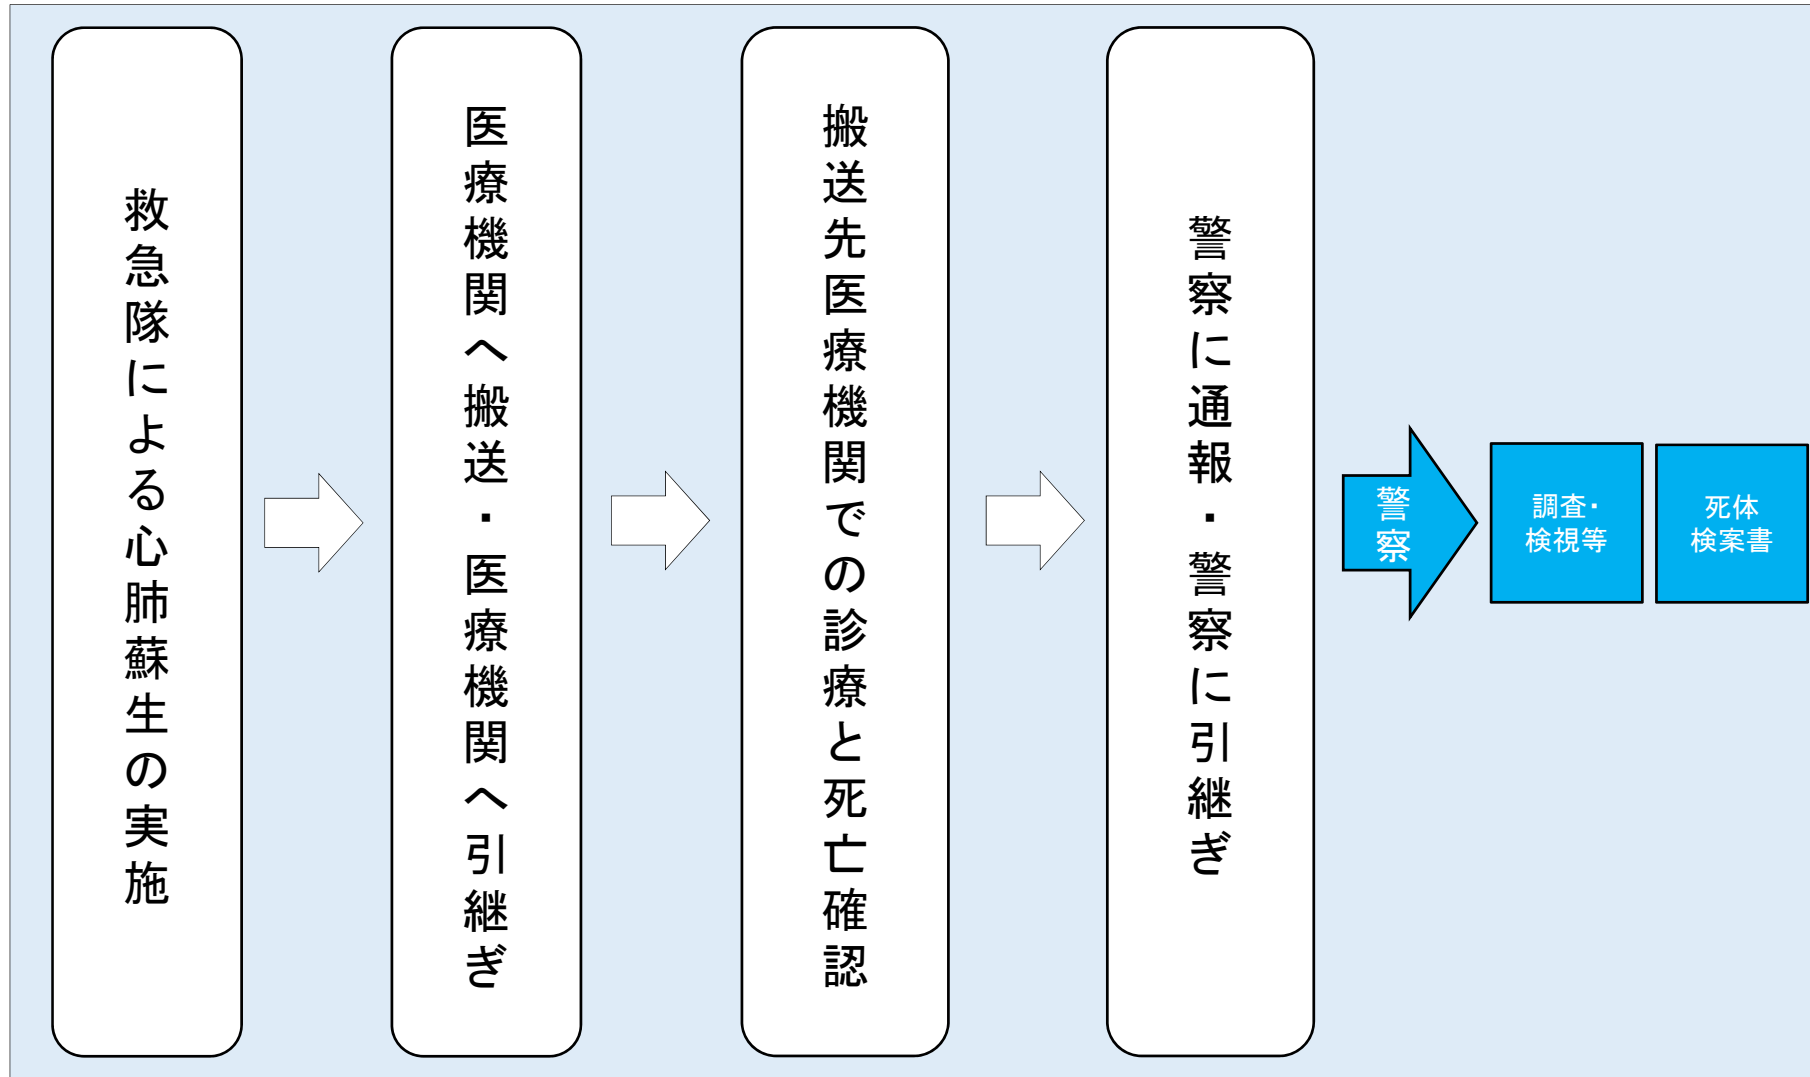 救急隊による心肺蘇生の実施
医療機関へ搬送・医療機関へ引継ぎ
搬送先医療機関での診療と死亡確認
警察に通報・警察に引継ぎ
警察
調査・
検視等
死体
検案書